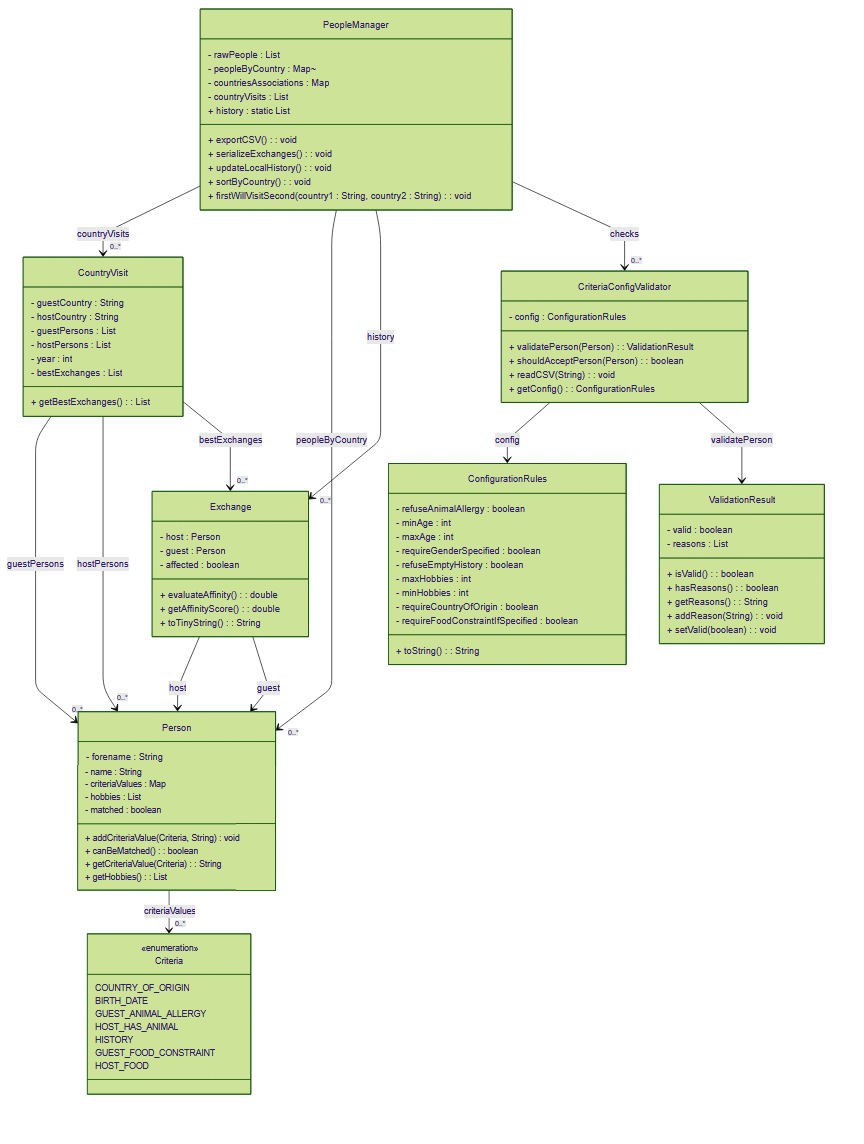 PeopleManager
- rawPeople : List
- peopleByCountry : Map~
- countriesAssociations : Map
- countryVisits : List
+ history : static List
+ exportCSV() : : void
+ serializeExchanges() : : void
+ updateLocalHistory() : : void
+ sortByCountry() : : void
+ firstWillVisitSecond(country1 : String, country2 : String) : : void
countryVisits
0..*
checks
0..*
CountryVisit
- guestCountry : String
- hostCountry : String
- guestPersons : List
- hostPersons : List
- year : int
- bestExchanges : List
+ getBestExchanges() : : List
CriteriaConfigValidator
- config : ConfigurationRules
+ validatePerson(Person) : : ValidationResult
+ shouldAcceptPerson(Person) : : boolean
+ readCSV(String) : : void
+ getConfig() : : ConfigurationRules
history
bestExchanges
0..*
peopleByCountry
0..*
config
validatePerson
Exchange
- host : Person
- guest : Person
- affected : boolean
+ evaluateAffinity() : : double
+ getAffinityScore() : : double
+ toTinyString() : : String
ConfigurationRules
- refuseAnimalAllergy : boolean
- minAge : int
- maxAge : int
- requireGenderSpecified : boolean
- refuseEmptyHistory : boolean
- maxHobbies : int
- minHobbies : int
- requireCountryOfOrigin : boolean
- requireFoodConstraintIfSpecified : boolean
+ toString() : : String
ValidationResult
- valid : boolean
- reasons : List
+ isValid() : : boolean
+ hasReasons() : : boolean
+ getReasons() : : String
+ addReason(String) : : void
+ setValid(boolean) : : void
guestPersons
hostPersons
host
guest
0..*
0..*
0..*
Person
- forename : String
- name : String
- criteriaValues : Map
- hobbies : List
- matched : boolean
+ addCriteriaValue(Criteria, String) : void
+ canBeMatched() : : boolean
+ getCriteriaValue(Criteria) : : String
+ getHobbies() : : List
criteriaValues
0..*
«enumeration»
Criteria
COUNTRY_OF_ORIGIN
BIRTH_DATE
GUEST_ANIMAL_ALLERGY
HOST_HAS_ANIMAL
HISTORY
GUEST_FOOD_CONSTRAINT
HOST_FOOD